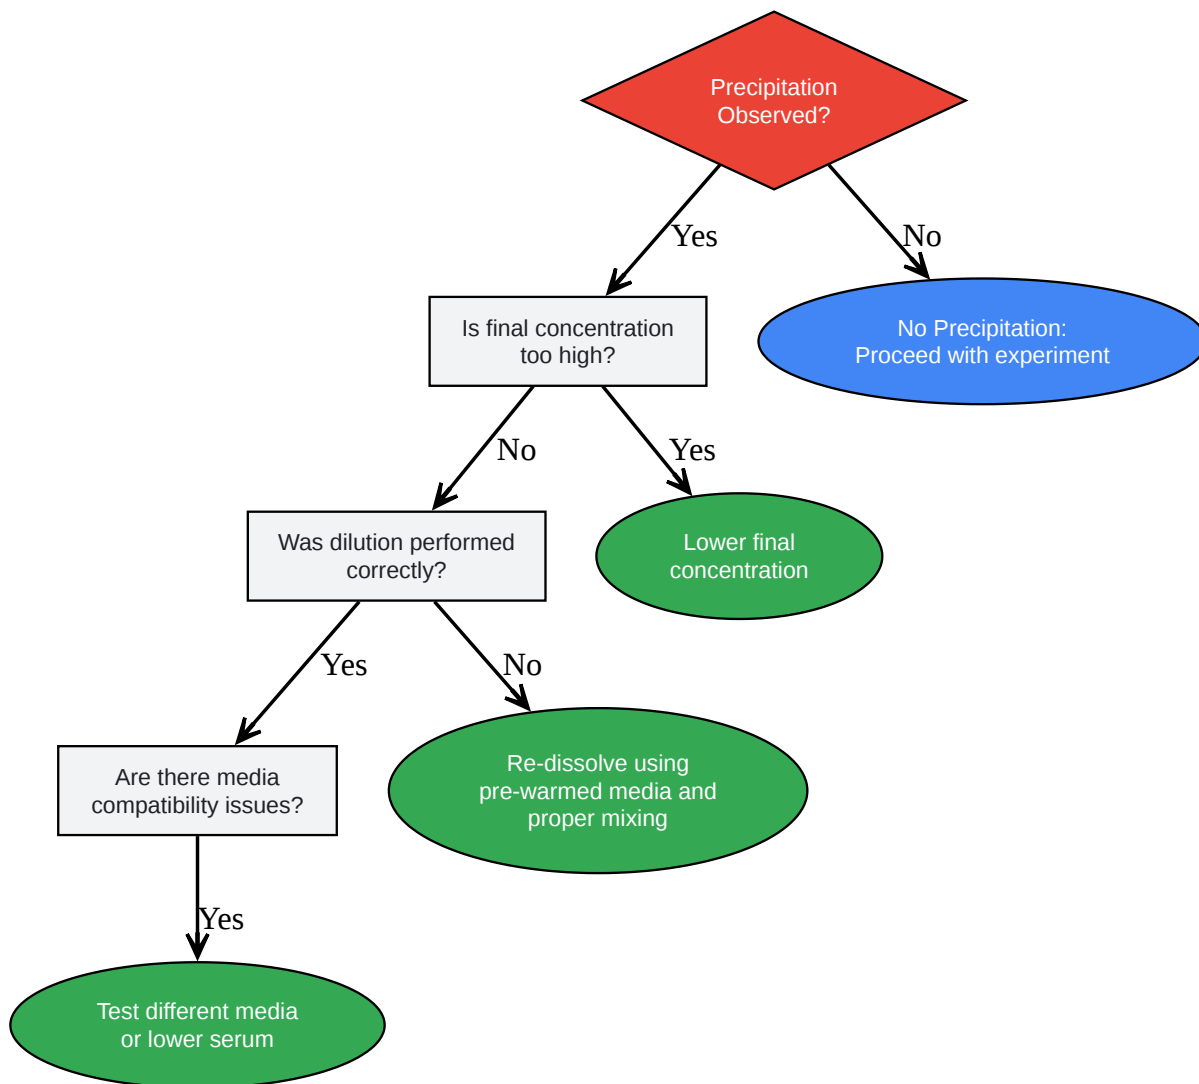 Precipitation
Observed?
Yes
No
Is final concentration
too high?
No Precipitation:
Proceed with experiment
No
Yes
Was dilution performed
correctly?
Lower final
concentration
Yes
No
Are there media
compatibility issues?
Re-dissolve using
pre-warmed media and
proper mixing
Yes
Test different media
or lower serum